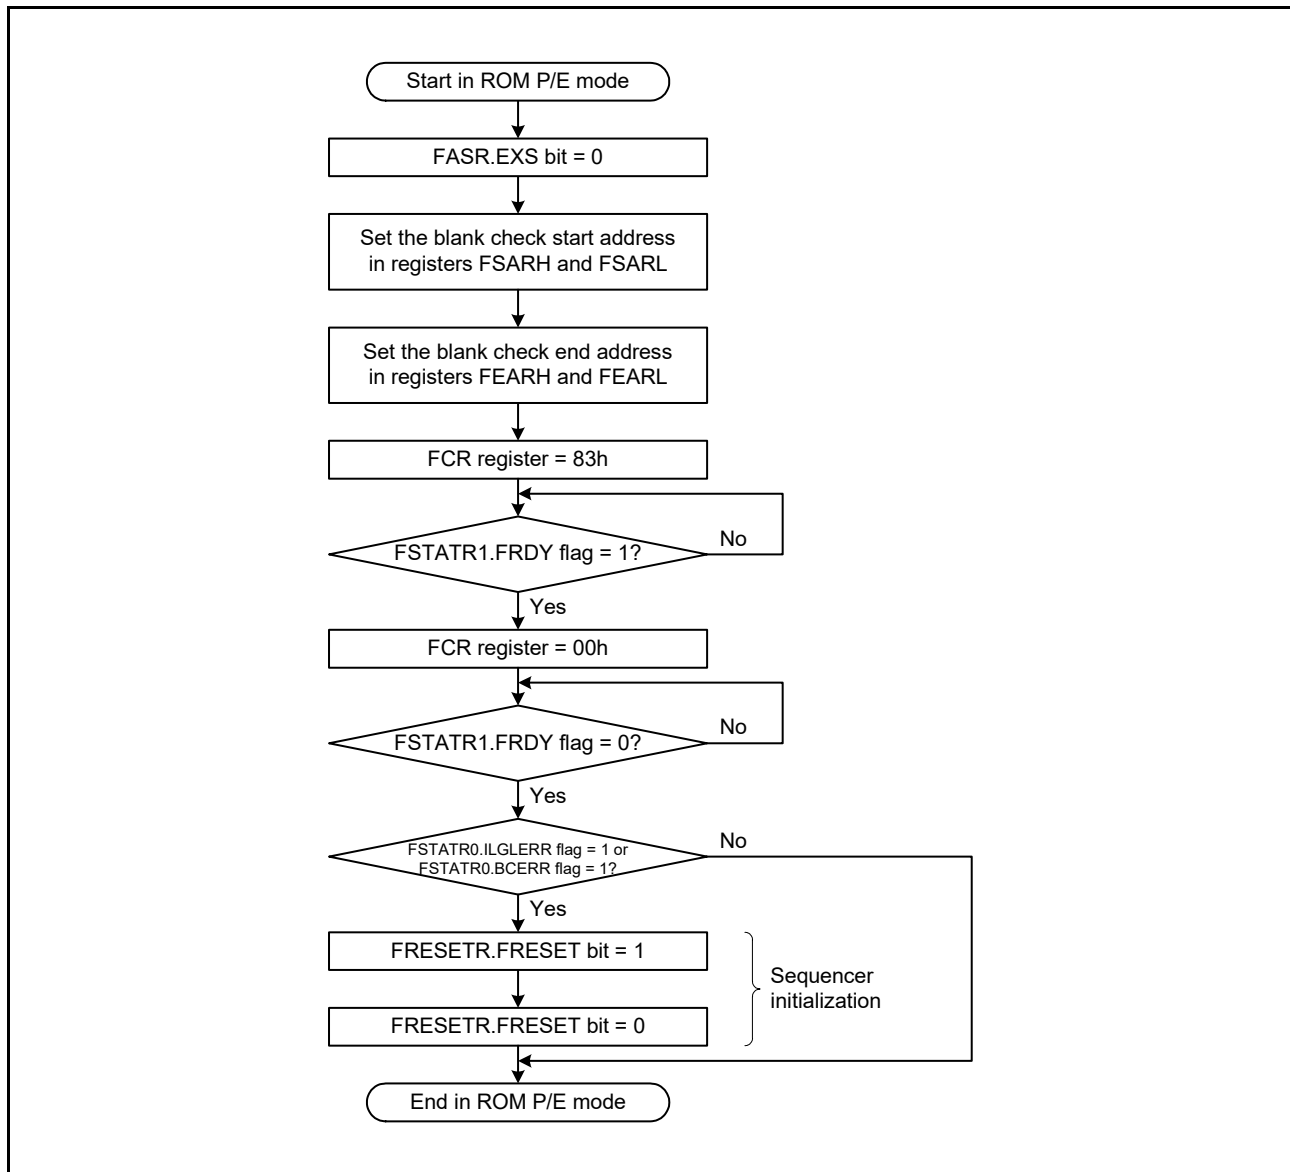 Start in ROM P/E mode
FASR.EXS bit = 0
Set the blank check start address
in registers FSARH and FSARL
Set the blank check end address
in registers FEARH and FEARL
FCR register = 83h
FSTATR1.FRDY flag = 1?
No
Yes
FCR register = 00h
FSTATR1.FRDY flag = 0?
No
Yes
FSTATR0.ILGLERR flag = 1 or
FSTATR0.BCERR flag = 1?
No
Yes
FRESETR.FRESET bit = 1
Sequencer
initialization
FRESETR.FRESET bit = 0
End in ROM P/E mode